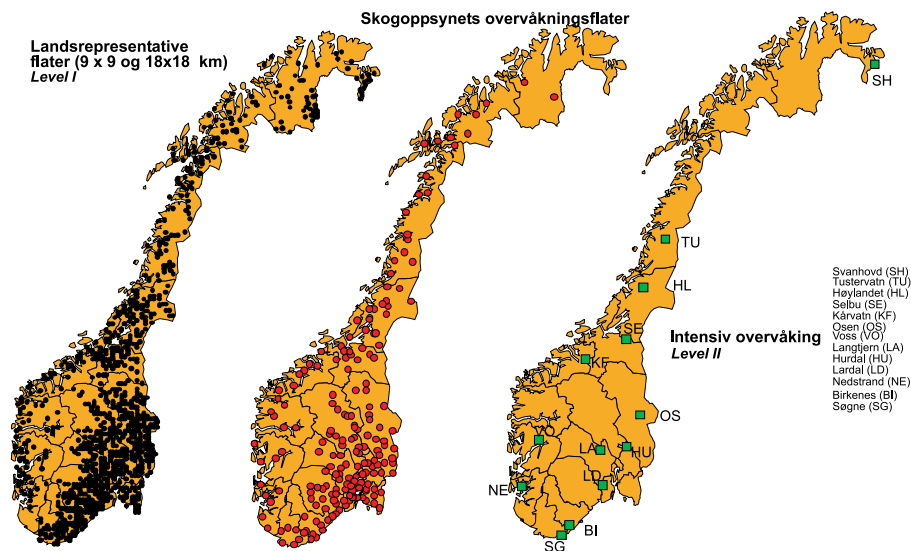 Skogoppsynets overvåkningsflater
Landsrepresentative
flater (9 x 9 og 18x18 km)
Level I
SH
TU
HL
SE
KF
OS
VO
LA
HU
LD
NE
BI
SG
Intensiv overvåking
Level II
Svanhovd (SH)
Tustervatn (TU)
Høylandet (HL)
Selbu (SE)
Kårvatn (KF)
Osen (OS)
Voss (VO)
Langtjern (LA)
Hurdal (HU)
Lardal (LD)
Nedstrand (NE)
Birkenes (BI)
Søgne (SG)